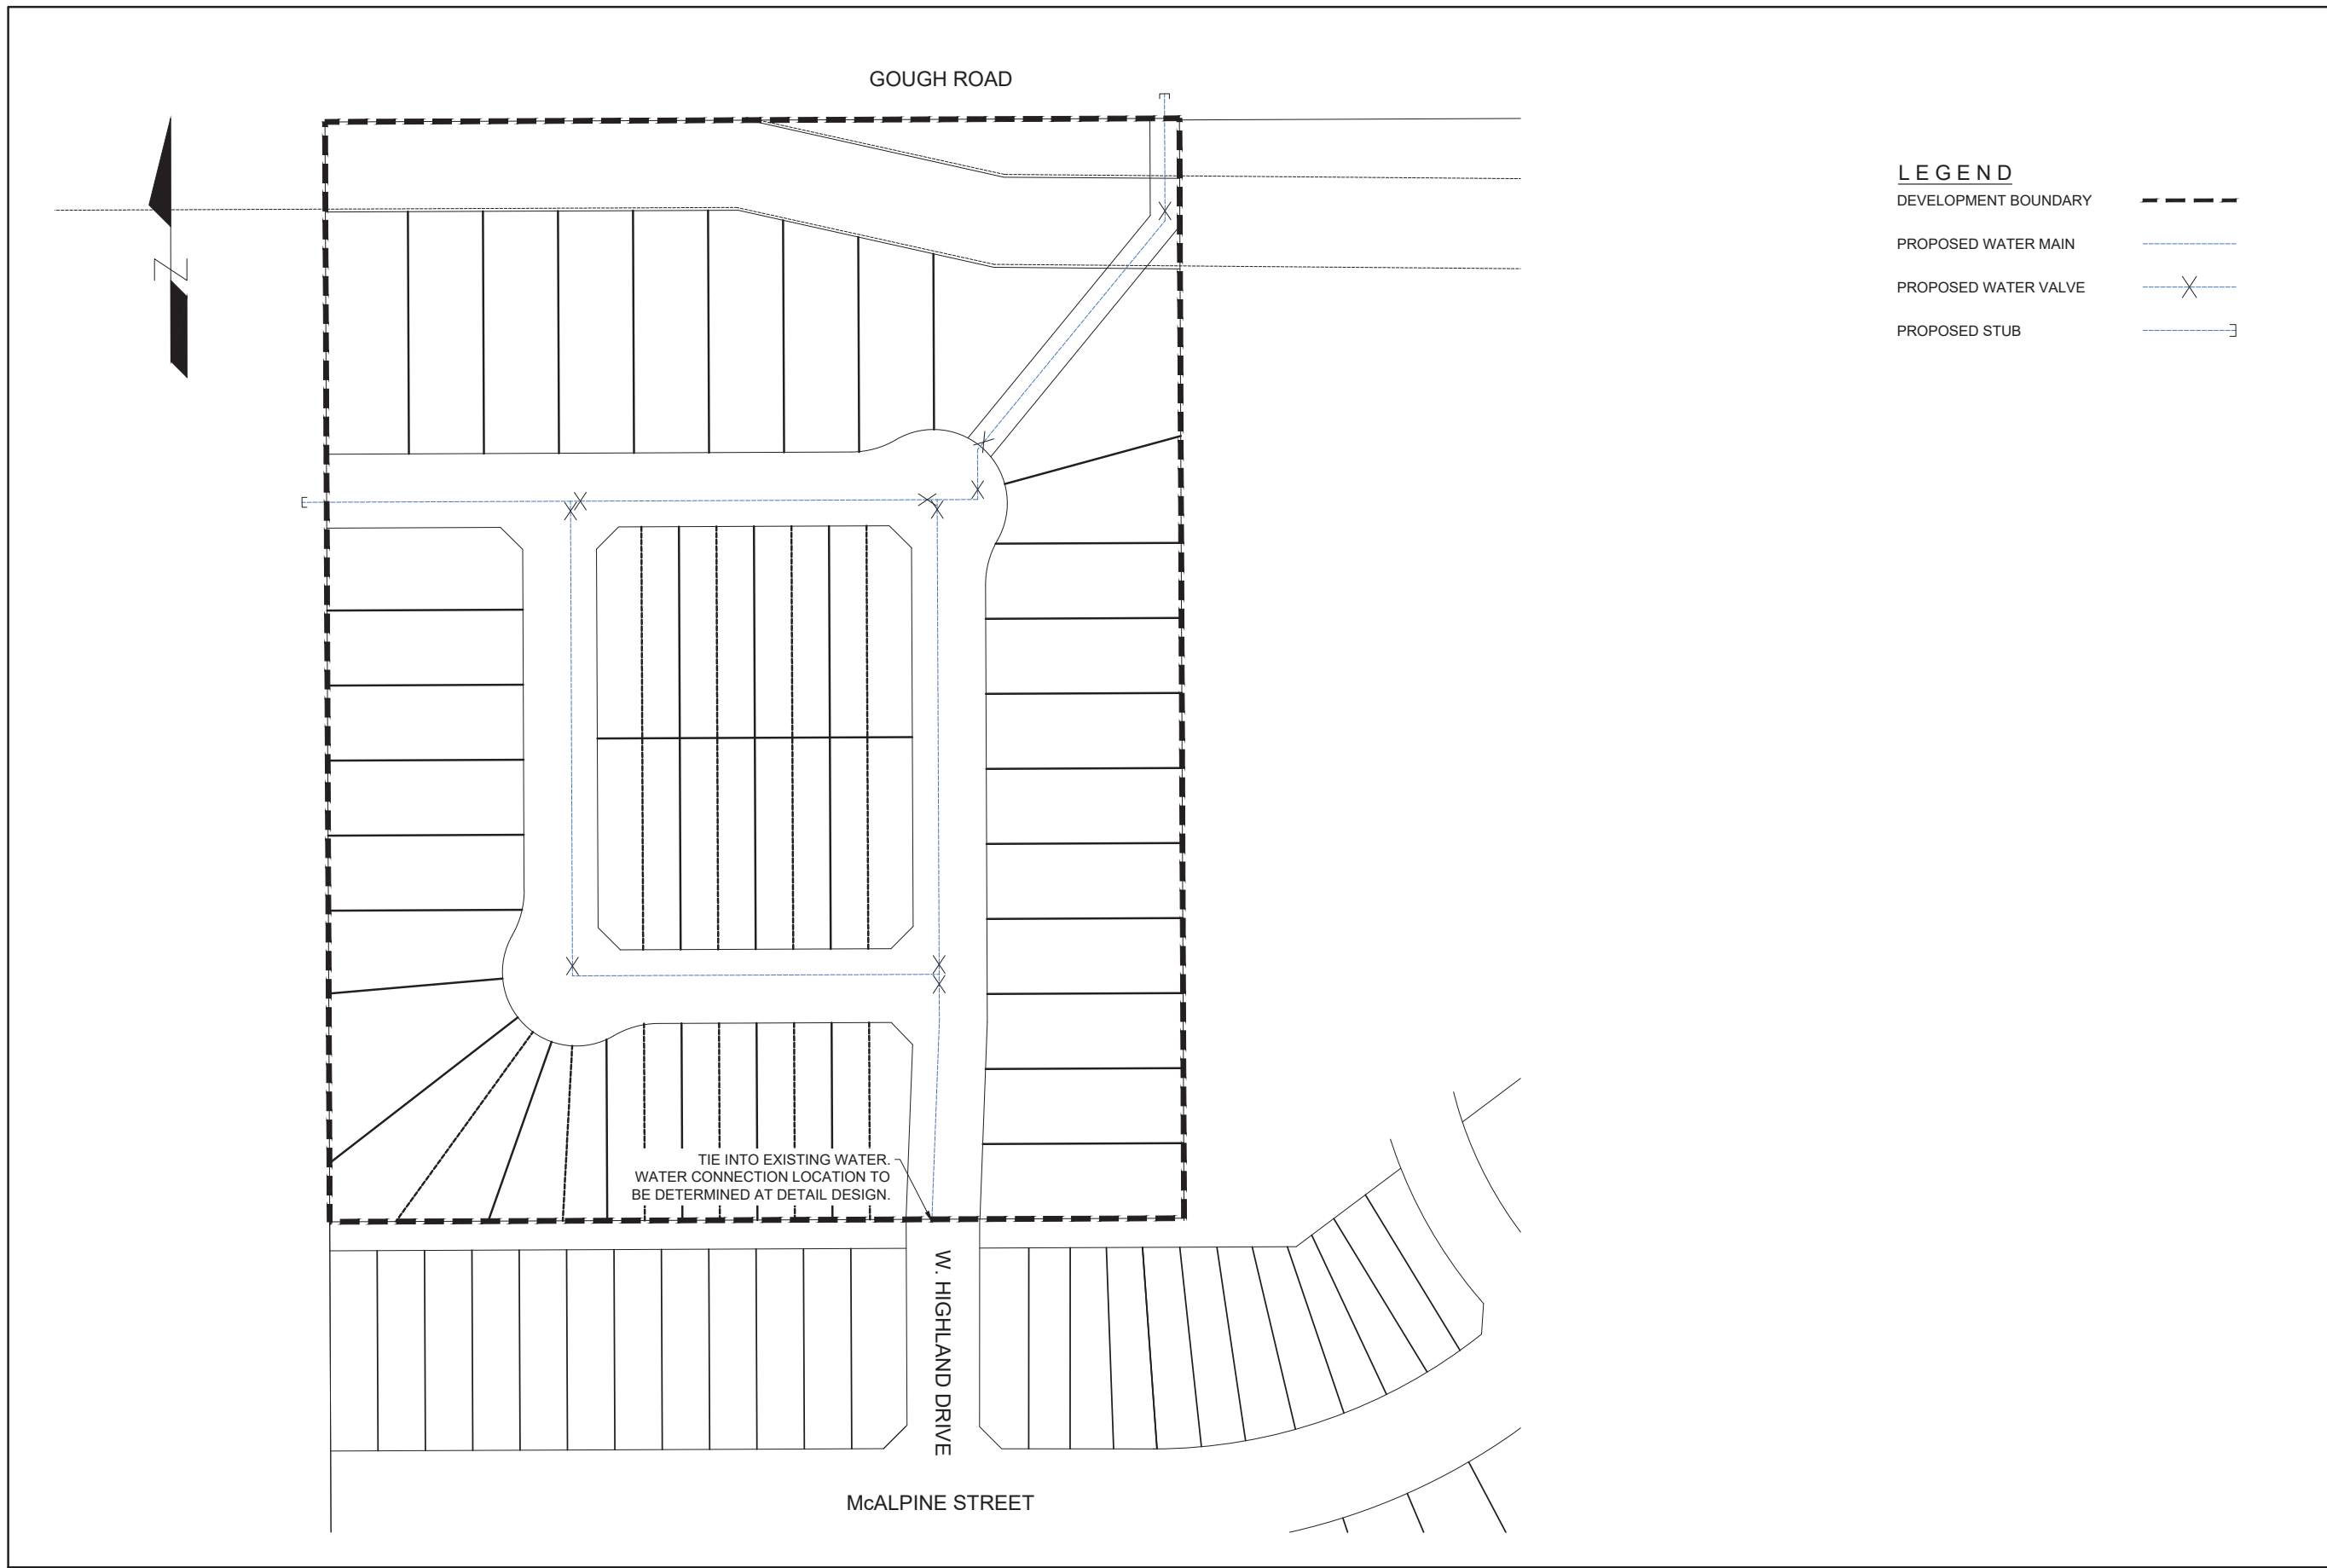 GOUGH ROAD
LEGEND
DEVELOPMENT BOUNDARY
PROPOSED WATER MAIN
PROPOSED WATER VALVE
PROPOSED STUB
N
TIE INTO EXISTING WATER.
WATER CONNECTION LOCATION TO
BE DETERMINED AT DETAIL DESIGN.
W. HIGHLAND DRIVE
McALPINE STREET